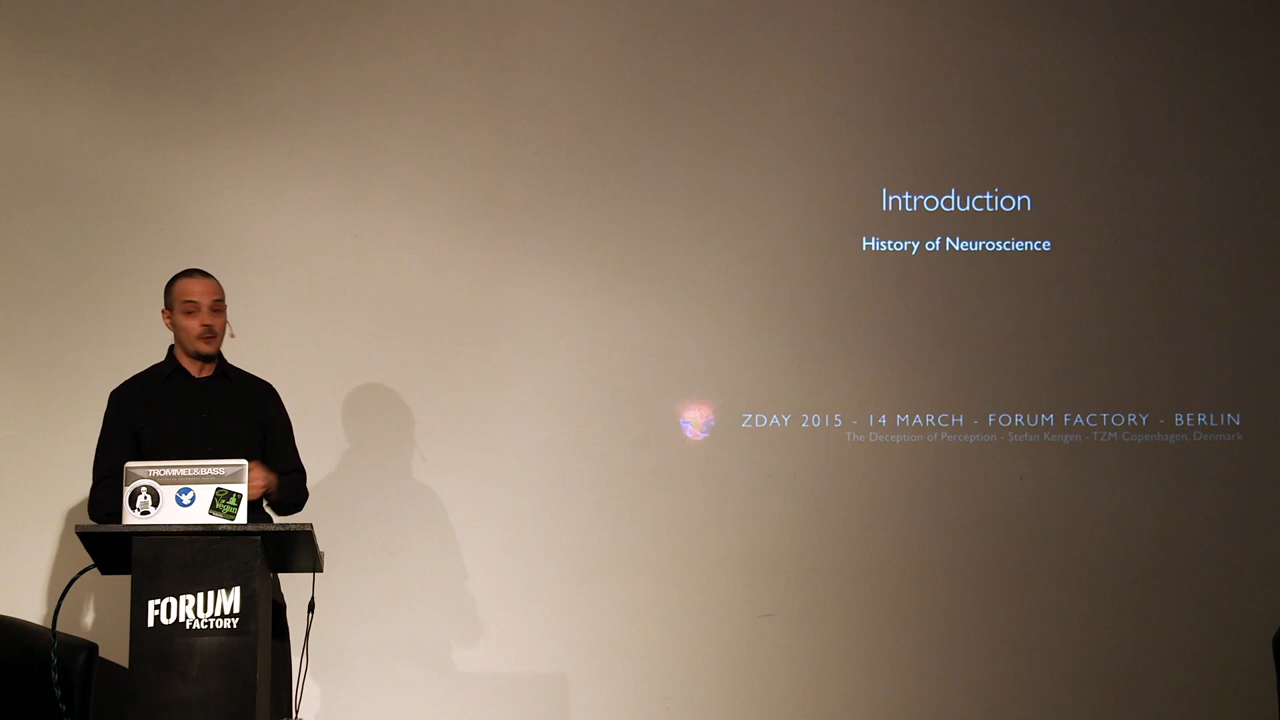 Introduction
History of Neuroscience
ZDAY 2015 - 14 MARCH - FORUM FACTORY - BERLIN
The Deception of Perception - Stefan Kengen - TZM Copenhagen, Denmark
TROMMEL&BASS
Vegan
FORUM
FACTORY